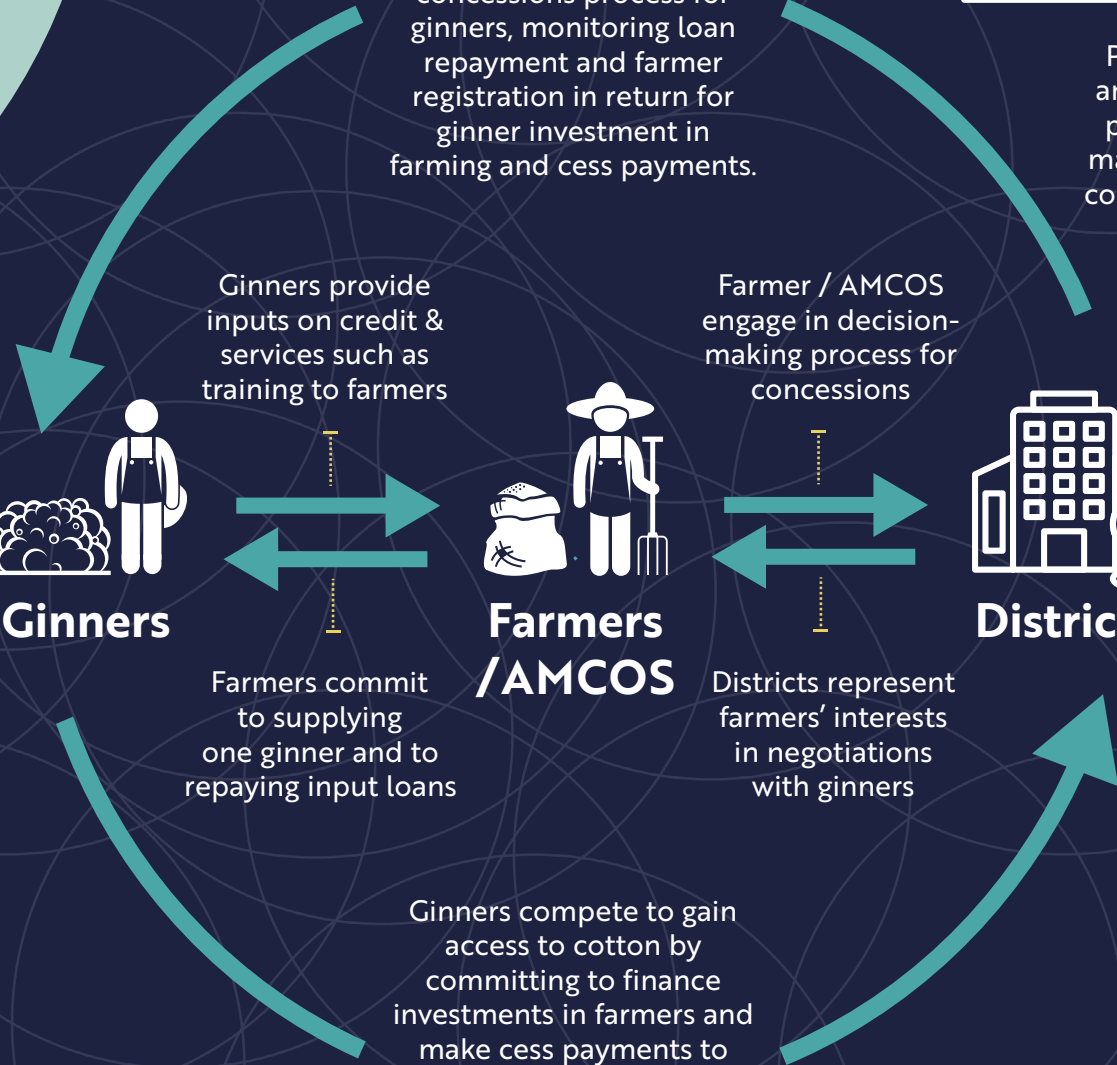 concessions process for
ginners, monitoring loan
repayment and farmer
registration in return for
ginner investment in
farming and cess payments.
Ginners provide
inputs on credit &
services such as
training to farmers
Farmer / AMCOS
engage in decision-
making process for
concessions
Ginners
Farmers
/AMCOS
Farmers commit
to supplying
one ginner and to
repaying input loans
Districts represent
farmers’ interests
in negotiations
with ginners
Ginners compete to gain
access to cotton by
committing to finance
investments in farmers and
make cess payments to